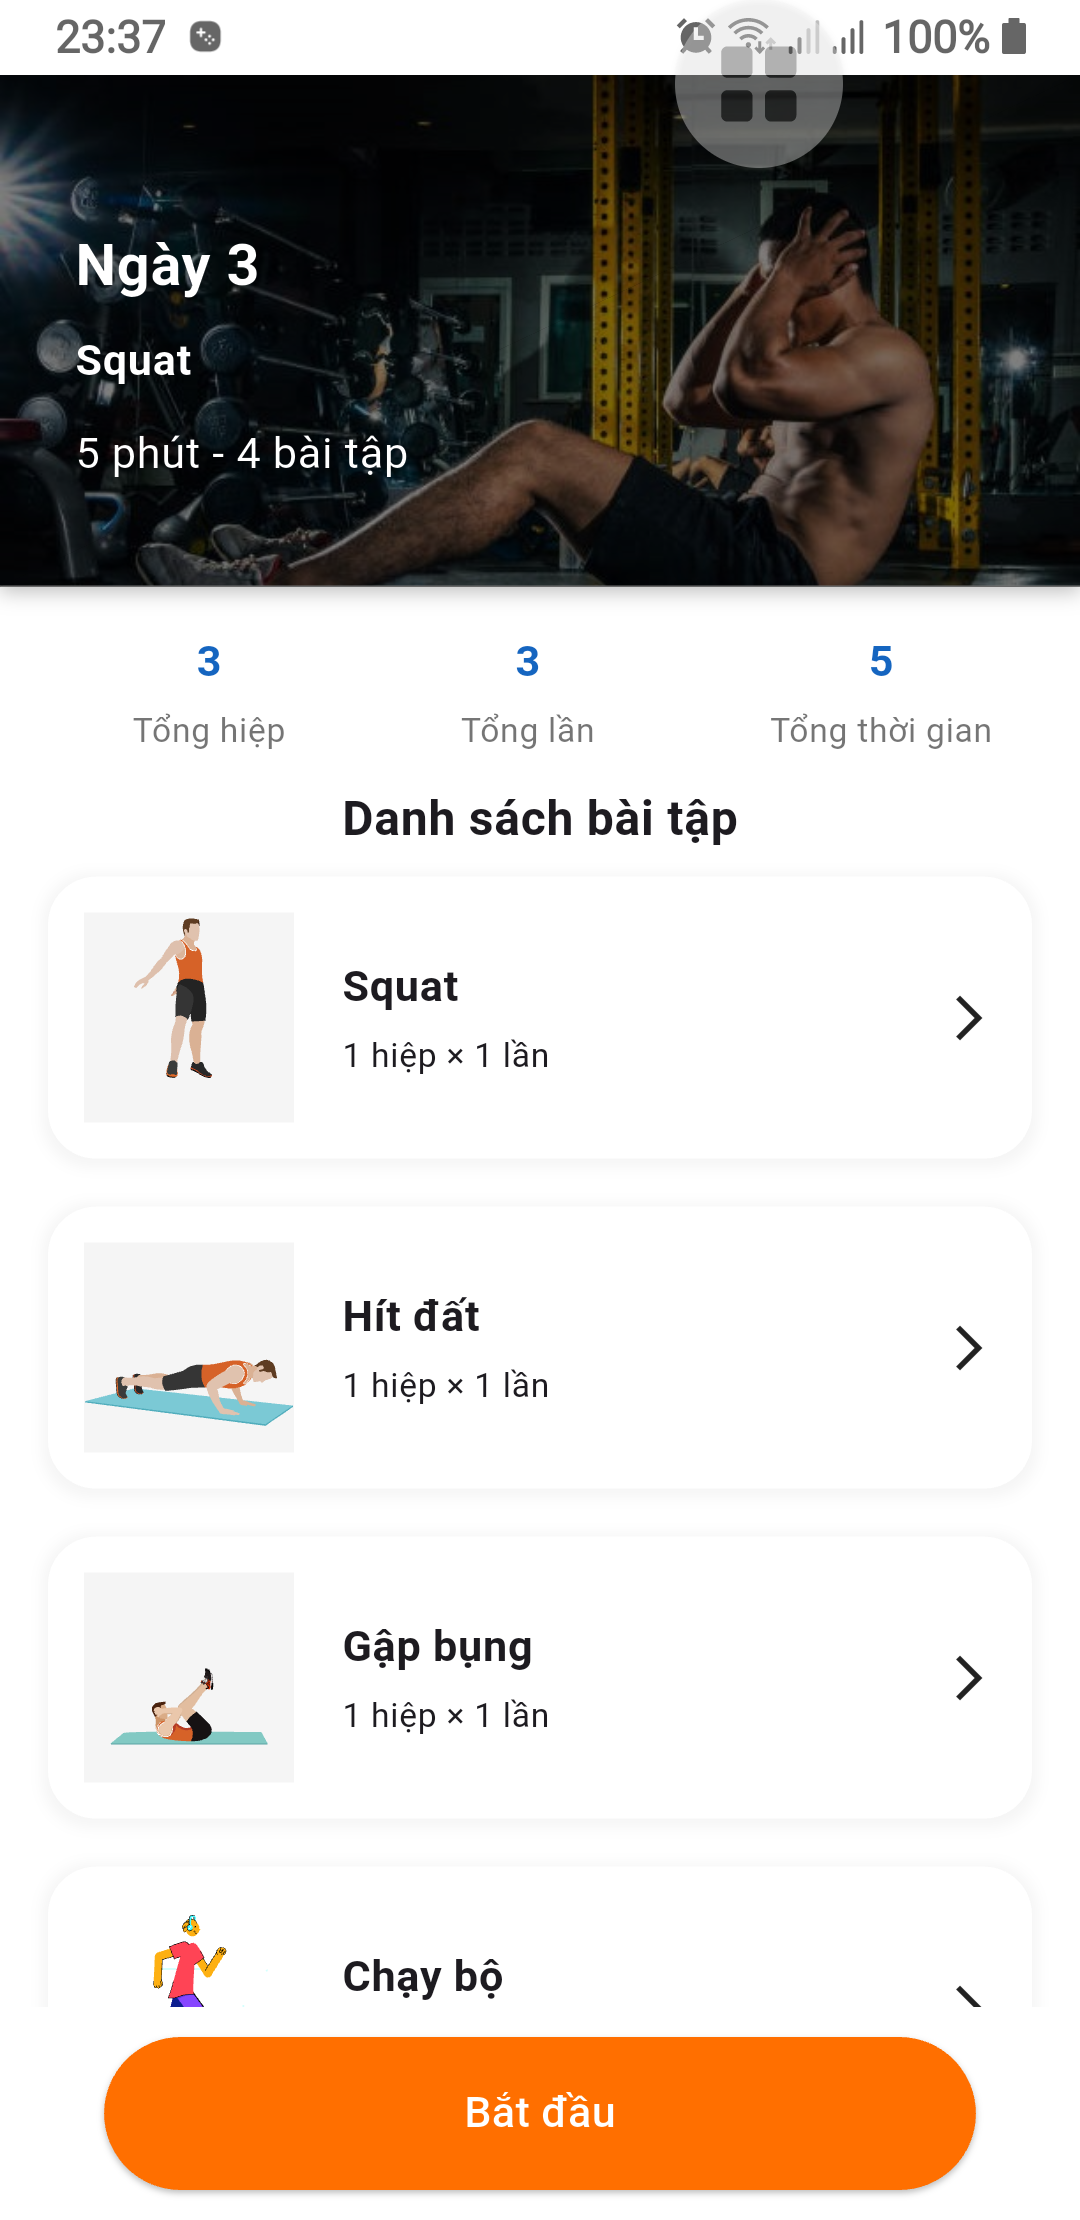 23:37
100%
Ngày 3
Squat
5 phút - 4 bài tập
3 3 5
Tổng hiệp Tổng lần Tổng thời gian
Danh sách bài tập
Squat
1 hiệp × 1 lần
Hít đất
1 hiệp × 1 lần
Gập bụng
1 hiệp × 1 lần
Chạy bộ
Bắt đầu